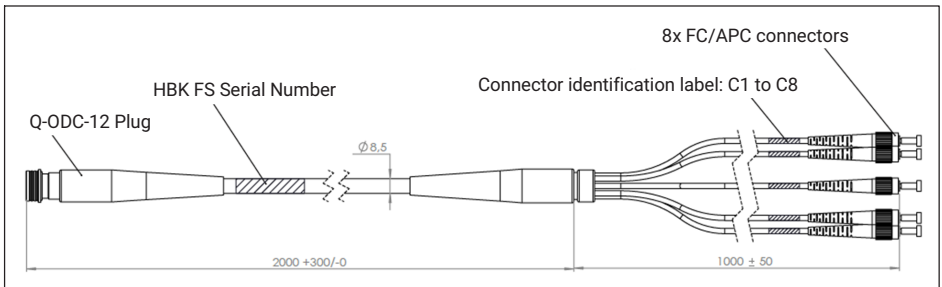 8x FC/APC connectors
HBK FS Serial Number
Connector identification label: C1 to C8
Q-ODC-12 Plug
Ø8,5
2000 +300/-0
1000 ± 50